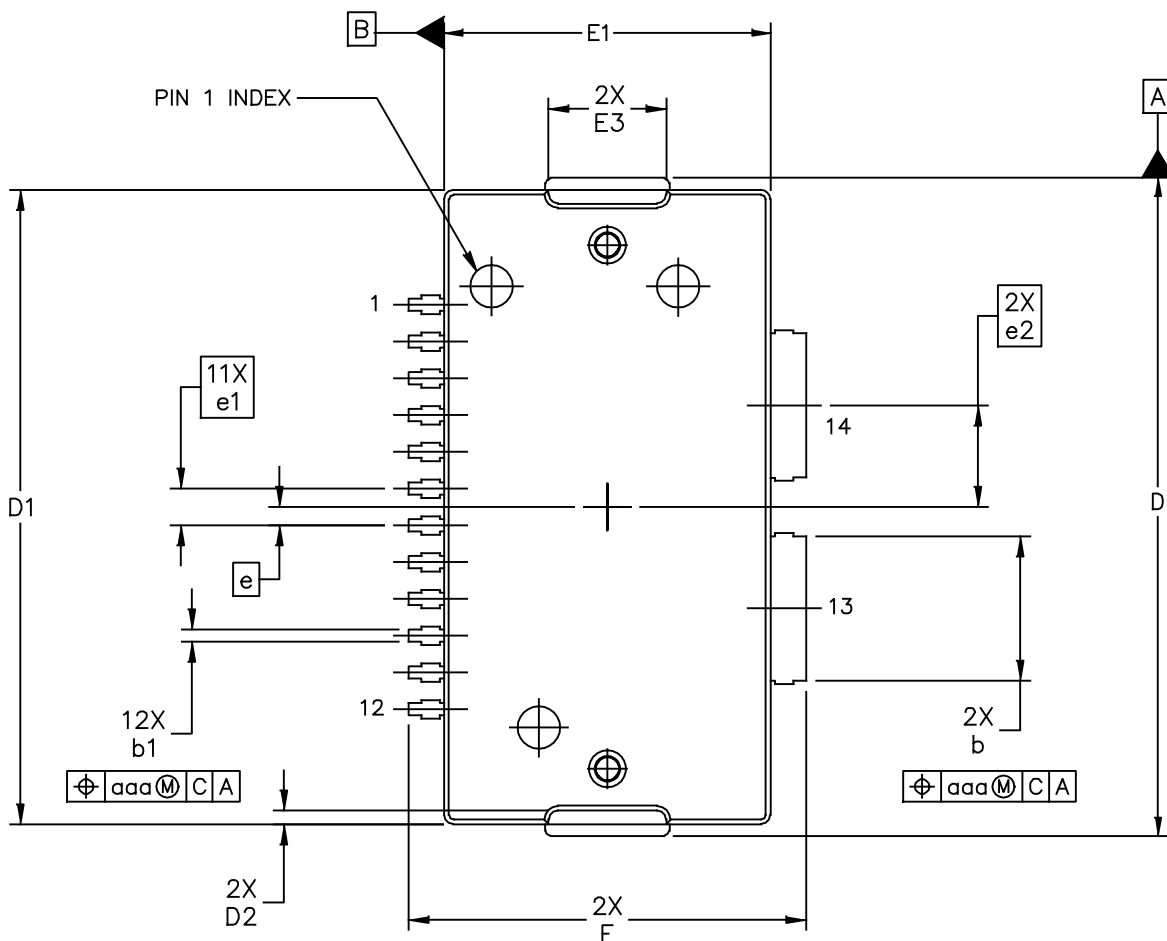 B
E1
PIN 1 INDEX
2X
E3
A
1
2X
e2
11X
e1
14
D1
D
e
13
12X
b1
12
2X
b
⌖ aaa Ⓜ C A
⌖ aaa Ⓜ C A
2X
D2
2X
F